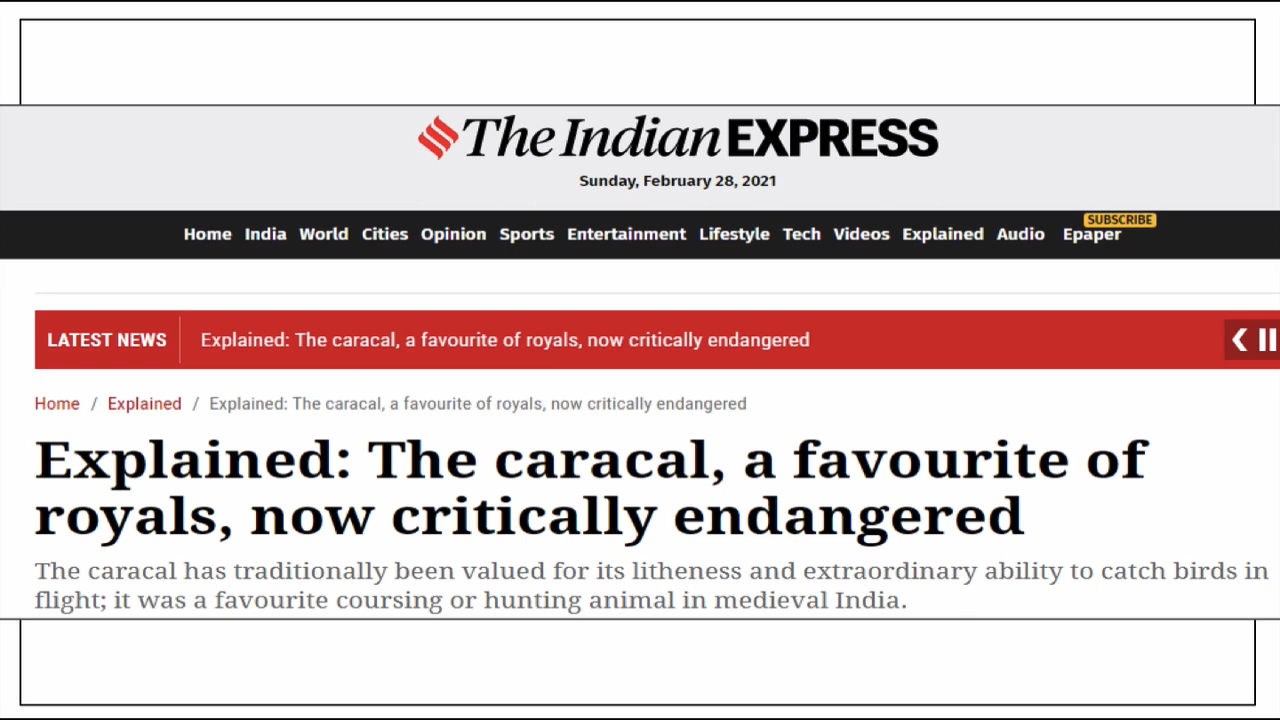 The Indian EXPRESS
Sunday, February 28, 2021
SUBSCRIBE
Home India World Cities Opinion Sports Entertainment Lifestyle Tech Videos Explained Audio Epaper
LATEST NEWS Explained: The caracal, a favourite of royals, now critically endangered
Home / Explained / Explained: The caracal, a favourite of royals, now critically endangered
Explained: The caracal, a favourite of
royals, now critically endangered
The caracal has traditionally been valued for its litheness and extraordinary ability to catch birds in
flight; it was a favourite coursing or hunting animal in medieval India.